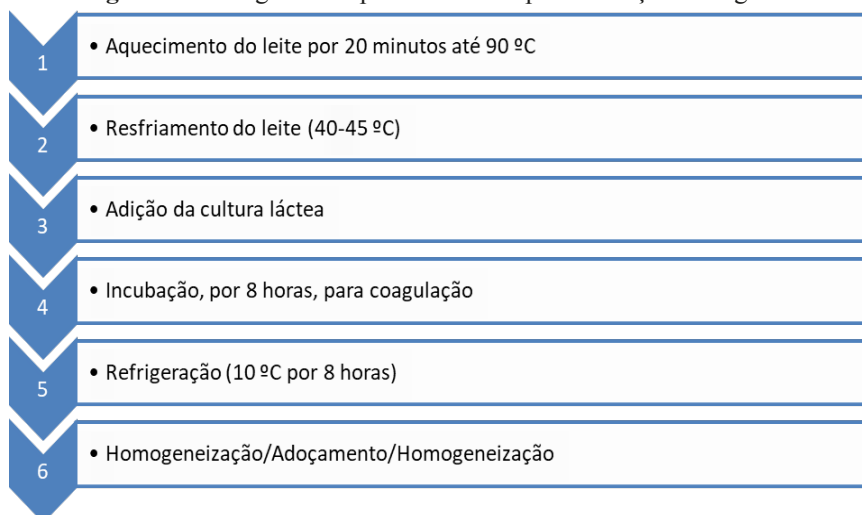 1
• Aquecimento do leite por 20 minutos até 90 ºC
2
• Resfriamento do leite (40-45 ºC)
3
• Adição da cultura láctea
4
• Incubação, por 8 horas, para coagulação
5
• Refrigeração (10 ºC por 8 horas)
6
• Homogeneização/Adoçamento/Homogeneização